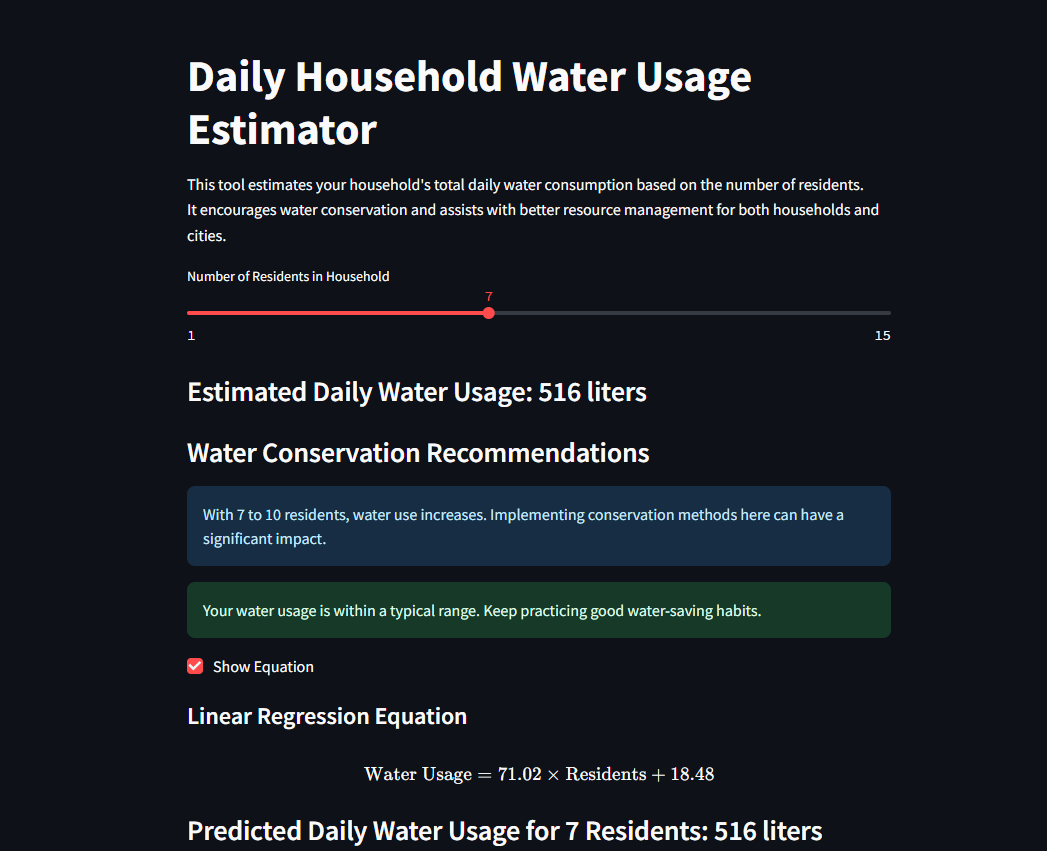 Daily Household Water Usage
Estimator
This tool estimates your household's total daily water consumption based on the number of residents.
It encourages water conservation and assists with better resource management for both households and
cities.
Number of Residents in Household
7
1 15
Estimated Daily Water Usage: 516 liters
Water Conservation Recommendations
With 7 to 10 residents, water use increases. Implementing conservation methods here can have a
significant impact.
Your water usage is within a typical range. Keep practicing good water-saving habits.
Show Equation
Linear Regression Equation
Water Usage = 71.02 × Residents + 18.48
Predicted Daily Water Usage for 7 Residents: 516 liters